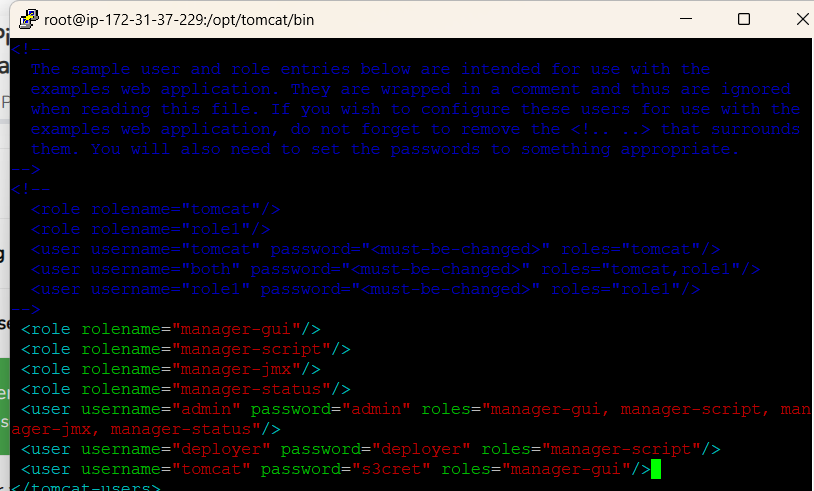 root@ip-172-31-37-229:/opt/tomcat/bin
<!--
  The sample user and role entries below are intended for use with the
  examples web application. They are wrapped in a comment and thus are ignored
  when reading this file. If you wish to configure these users for use with the
  examples web application, do not forget to remove the <!.. ..> that surrounds
  them. You will also need to set the passwords to something appropriate.
-->
<!--
  <role rolename="tomcat"/>
  <role rolename="role1"/>
  <user username="tomcat" password="<must-be-changed>" roles="tomcat"/>
  <user username="both" password="<must-be-changed>" roles="tomcat,role1"/>
  <user username="role1" password="<must-be-changed>" roles="role1"/>
-->
 <role rolename="manager-gui"/>
 <role rolename="manager-script"/>
 <role rolename="manager-jmx"/>
 <role rolename="manager-status"/>
 <user username="admin" password="admin" roles="manager-gui, manager-script, man
ager-jmx, manager-status"/>
 <user username="deployer" password="deployer" roles="manager-script"/>
 <user username="tomcat" password="s3cret" roles="manager-gui"/>
</tomcat-users>